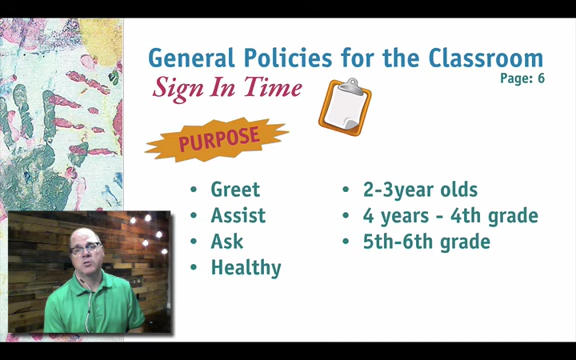 General Policies for the Classroom
Sign In Time
Page: 6
PURPOSE
• Greet
• Assist
• Ask
• Healthy
• 2-3year olds
• 4 years - 4th grade
• 5th-6th grade